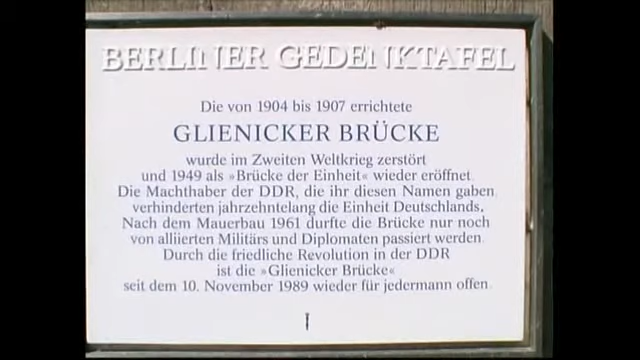 BERLINER GEDENKTAFEL
Die von 1904 bis 1907 errichtete
GLIENICKER BRÜCKE
wurde im Zweiten Weltkrieg zerstört
und 1949 als »Brücke der Einheit« wieder eröffnet.
Die Machthaber der DDR, die ihr diesen Namen gaben,
verhinderten jahrzehntelang die Einheit Deutschlands.
Nach dem Mauerbau 1961 durfte die Brücke nur noch
von alliierten Militärs und Diplomaten passiert werden.
Durch die friedliche Revolution in der DDR
ist die »Glienicker Brücke«
seit dem 10. November 1989 wieder für jedermann offen.